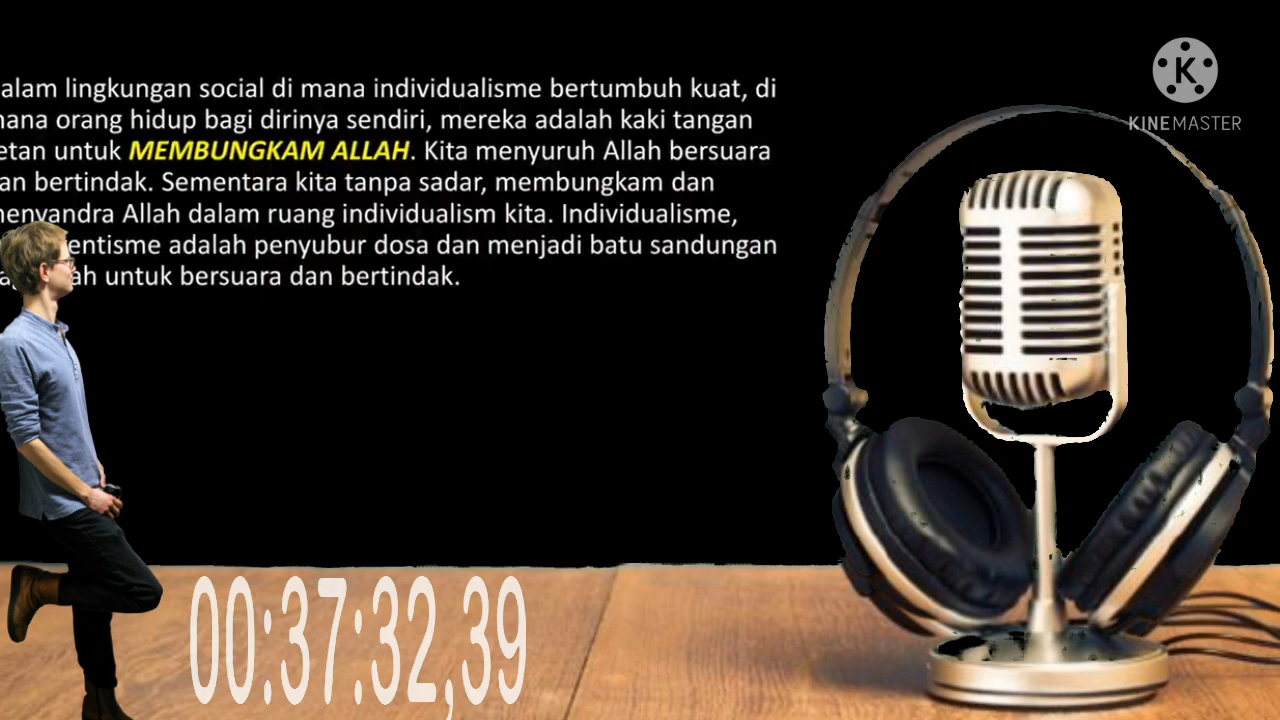 alam lingkungan social di mana individualisme bertumbuh kuat, di
hana orang hidup bagi dirinya sendiri, mereka adalah kaki tangan
etan untuk MEMBUNGKAM ALLAH. Kita menyuruh Allah bersuara
an bertindak. Sementara kita tanpa sadar, membungkam dan
henyandra Allah dalam ruang individualism kita. Individualisme,
entisme adalah penyubur dosa dan menjadi batu sandungan
ah untuk bersuara dan bertindak.
KINEMASTER
00:37:32,39